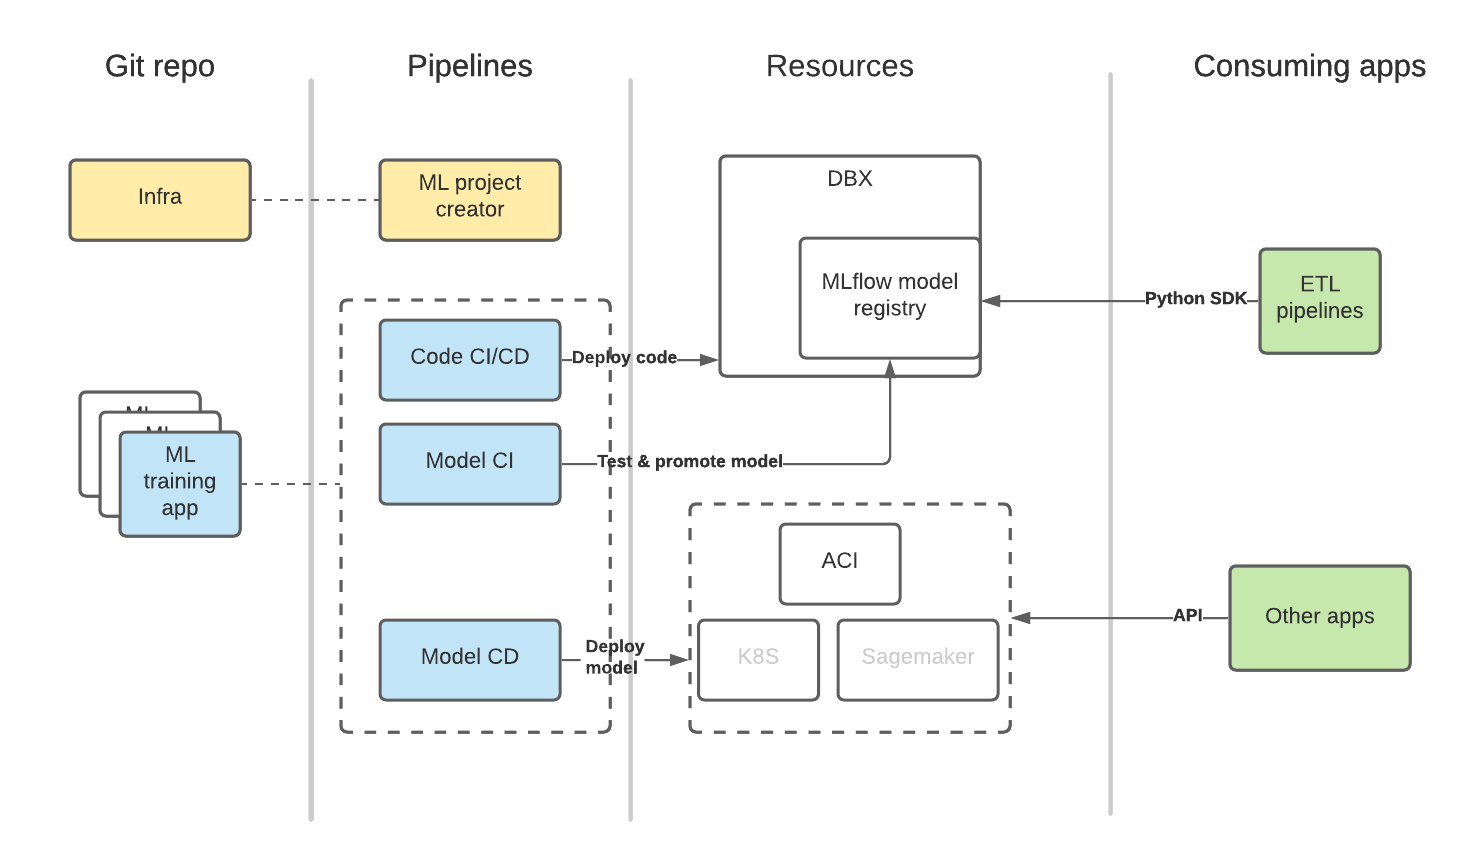 Git repo
Pipelines
Resources
Consuming apps
Infra
ML project
creator
DBX
MLflow model
registry
Python SDK
ETL
pipelines
Code CI/CD
Deploy code
ML
ML
ML
training
app
Model CI
Test & promote model
ACI
K8S
Sagemaker
Model CD
Deploy
model
API
Other apps